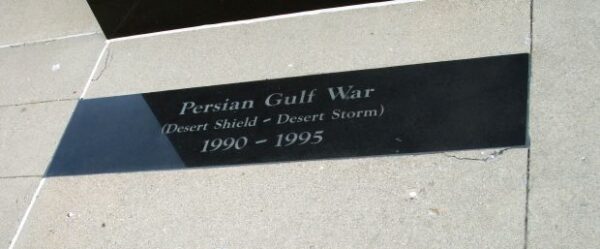 Persian Gulf War
(Desert Shield - Desert Storm)
1990 - 1995